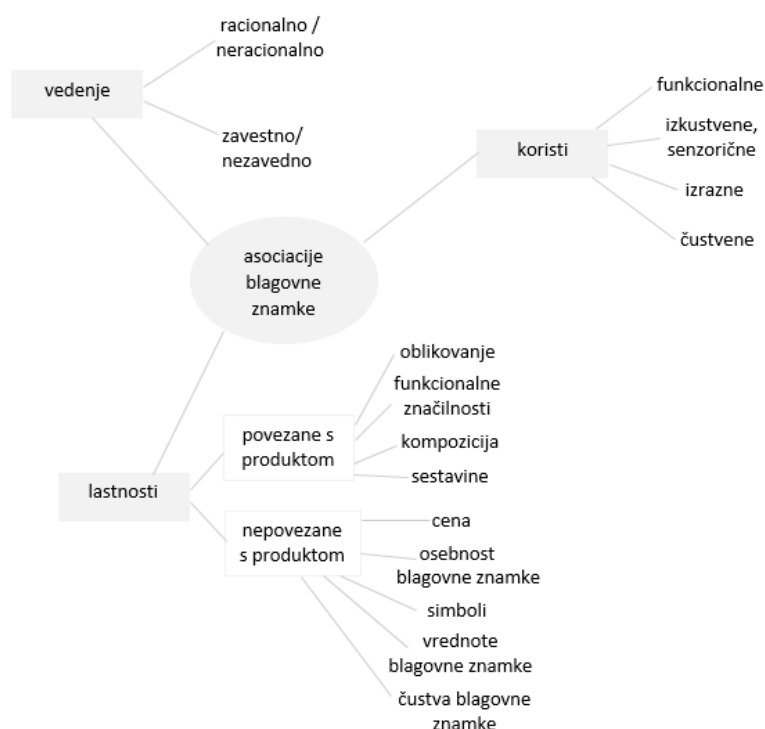 racionalno /
neracionalno
vedenje
zavestno/
nezavedno
funkcionalne
izkustvene,
senzorične
koristi
izrazne
čustvene
asociacije
blagovne
znamke
oblikovanje
funkcionalne
značilnosti
povezane s
produktom
kompozicija
sestavine
lastnosti
nepovezane
s produktom
cena
osebnost
blagovne znamke
simboli
vrednote
blagovne znamke
čustva blagovne
znamke